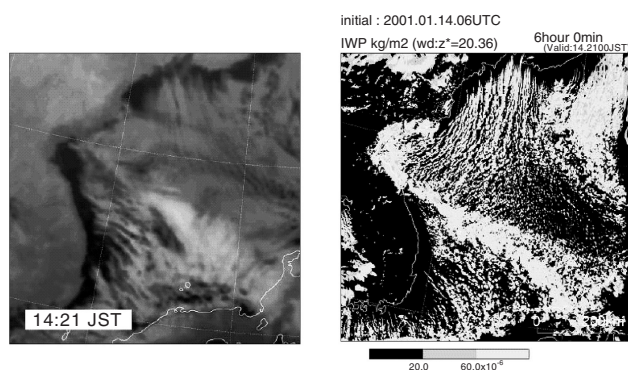 initial : 2001.01.14.06UTC
IWP kg/m2 (wd:z*=20.36)
6hour 0min
(Valid:14.2100JST)
14:21 JST
20.0
60.0x10⁻⁶